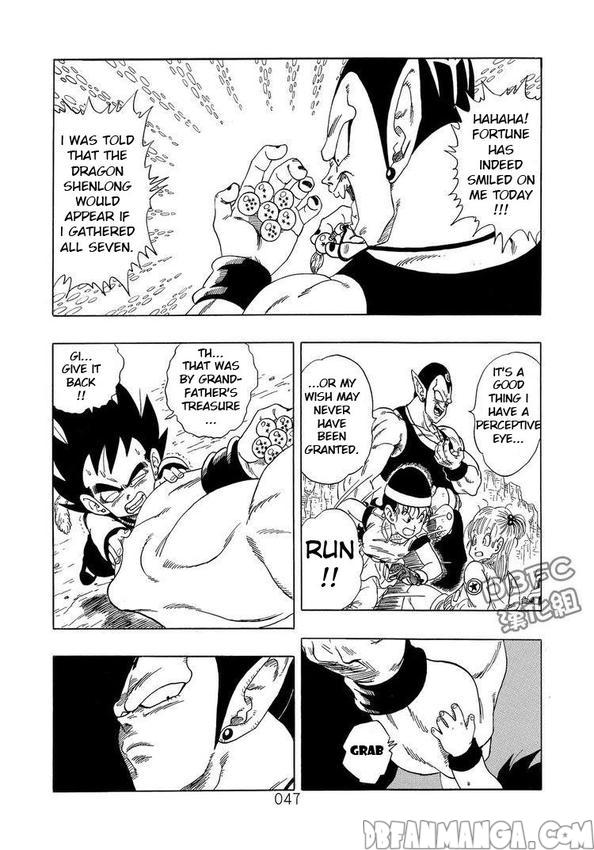 HAHAHA!
FORTUNE
HAS
INDEED
SMILED ON
ME TODAY
!!!
I WAS TOLD
THAT THE
DRAGON
SHENLONG
WOULD
APPEAR IF
I GATHERED
ALL SEVEN.
IT'S A
GOOD
THING I
HAVE A
PERCEPTIVE
EYE...
...OR MY
WISH MAY
NEVER
HAVE
BEEN
GRANTED.
RUN
!!
TH...
THAT WAS
BY GRAND-
FATHER'S
TREASURE
...
GI...
GIVE IT
BACK !!
GRAB
DBFC
漢化組
047
DBFANMANGA.COM